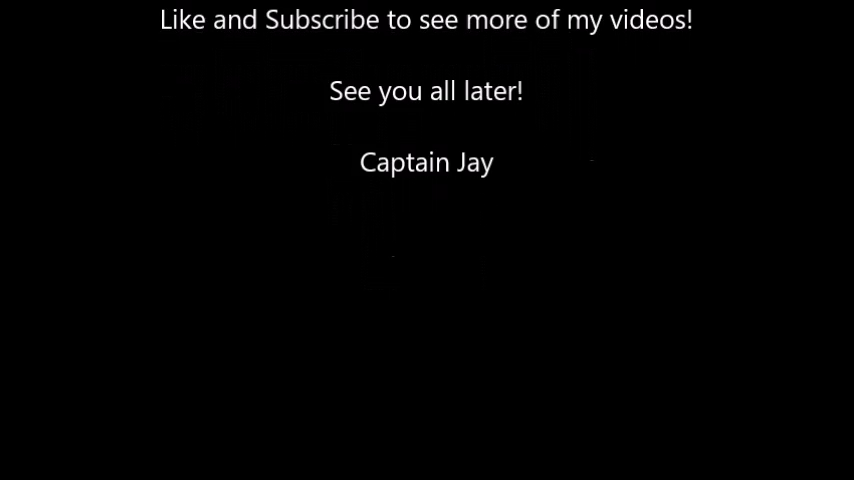 Like and Subscribe to see more of my videos!
See you all later!
Captain Jay